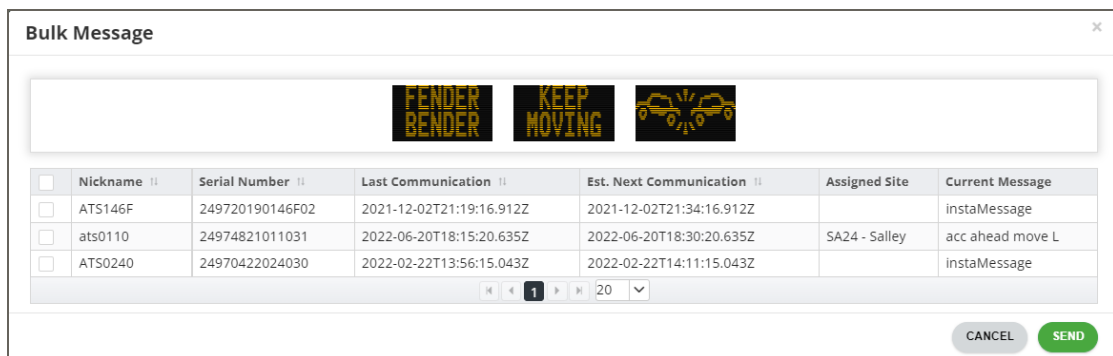 Bulk Message
FENDER BENDER KEEP MOVING
Nickname Serial Number Last Communication Est. Next Communication Assigned Site Current Message
ATS146F 249720190146F02 2021-12-02T21:19:16.912Z 2021-12-02T21:34:16.912Z instaMessage
ats0110 24974821011031 2022-06-20T18:15:20.635Z 2022-06-20T18:30:20.635Z SA24 - Salley acc ahead move L
ATS0240 24970422024030 2022-02-22T13:56:15.043Z 2022-02-22T14:11:15.043Z instaMessage
1 20
CANCEL SEND